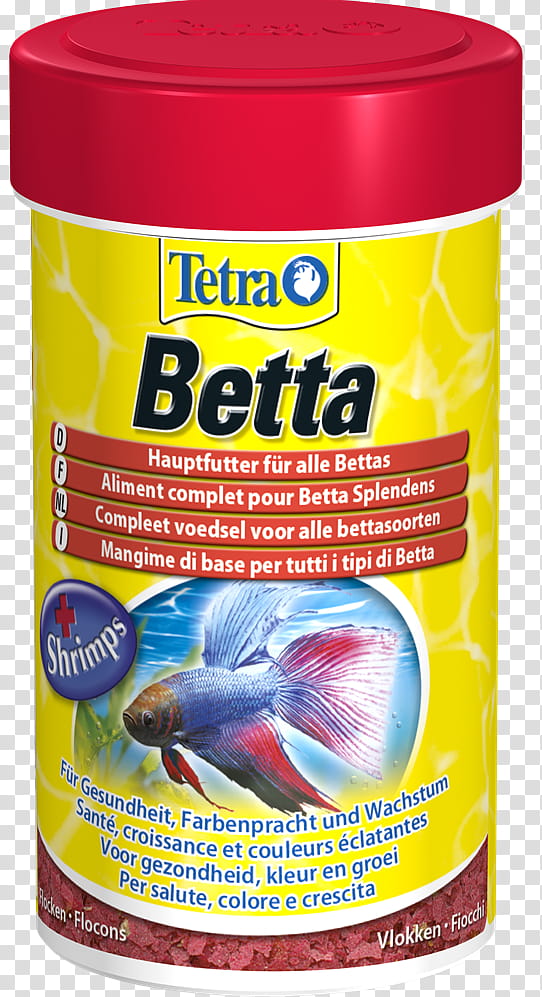 Tetra
Tetra
Betta
D Hauptfutter für alle Bettas
F Aliment complet pour Betta Splendens
NL Compleet voedsel voor alle bettasoorten
I Mangime di base per tutti i tipi di Betta
+
Shrimps
Für Gesundheit, Farbenpracht und Wachstum
Santé, croissance et couleurs éclatantes
Voor gezondheid, kleur en groei
Per salute, colore e crescita
Flocken · Flocons
Vlokken · Fiocchi